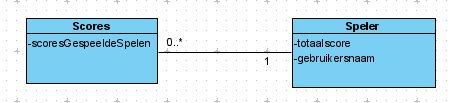 Scores
-scoresGespeeldeSpelen
0..*
1
Speler
-totaalscore
-gebruikersnaam